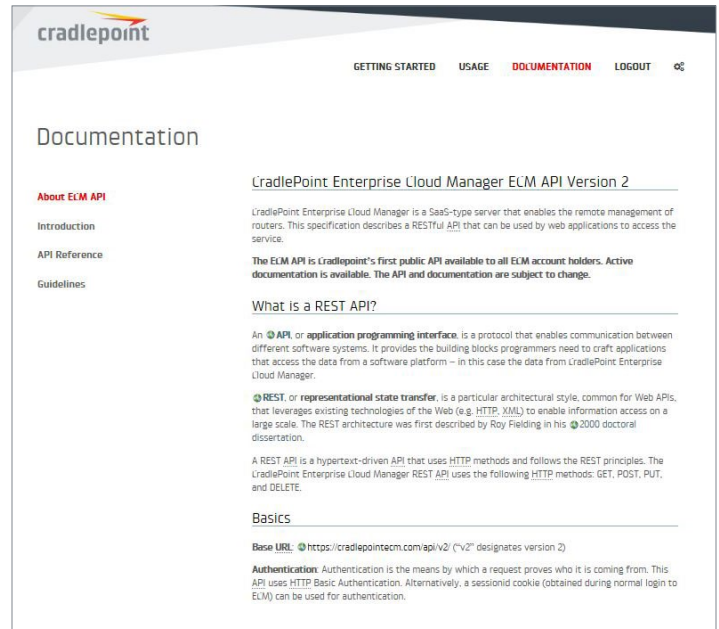 cradlepoint
GETTING STARTED USAGE DOCUMENTATION LOGOUT
Documentation
About ECM API
Introduction
API Reference
Guidelines
CradlePoint Enterprise Cloud Manager ECM API Version 2
CradlePoint Enterprise Cloud Manager is a SaaS-type server that enables the remote management of
routers. This specification describes a RESTful API that can be used by web applications to access the
service.
The ECM API is Cradlepoint's first public API available to all ECM account holders. Active
documentation is available. The API and documentation are subject to change.
What is a REST API?
An API, or application programming interface, is a protocol that enables communication between
different software systems. It provides the building blocks programmers need to craft applications
that access the data from a software platform – in this case the data from CradlePoint Enterprise
Cloud Manager.
REST, or representational state transfer, is a particular architectural style, common for Web APIs,
that leverages existing technologies of the Web (e.g. HTTP, XML) to enable information access on a
large scale. The REST architecture was first described by Roy Fielding in his 2000 doctoral
dissertation.
A REST API is a hypertext-driven API that uses HTTP methods and follows the REST principles. The
CradlePoint Enterprise Cloud Manager REST API uses the following HTTP methods: GET, POST, PUT,
and DELETE.
Basics
Base URL: https://cradlepointecm.com/api/v2/ ("v2" designates version 2)
Authentication: Authentication is the means by which a request proves who it is coming from. This
API uses HTTP Basic Authentication. Alternatively, a sessionid cookie (obtained during normal login to
ECM) can be used for authentication.